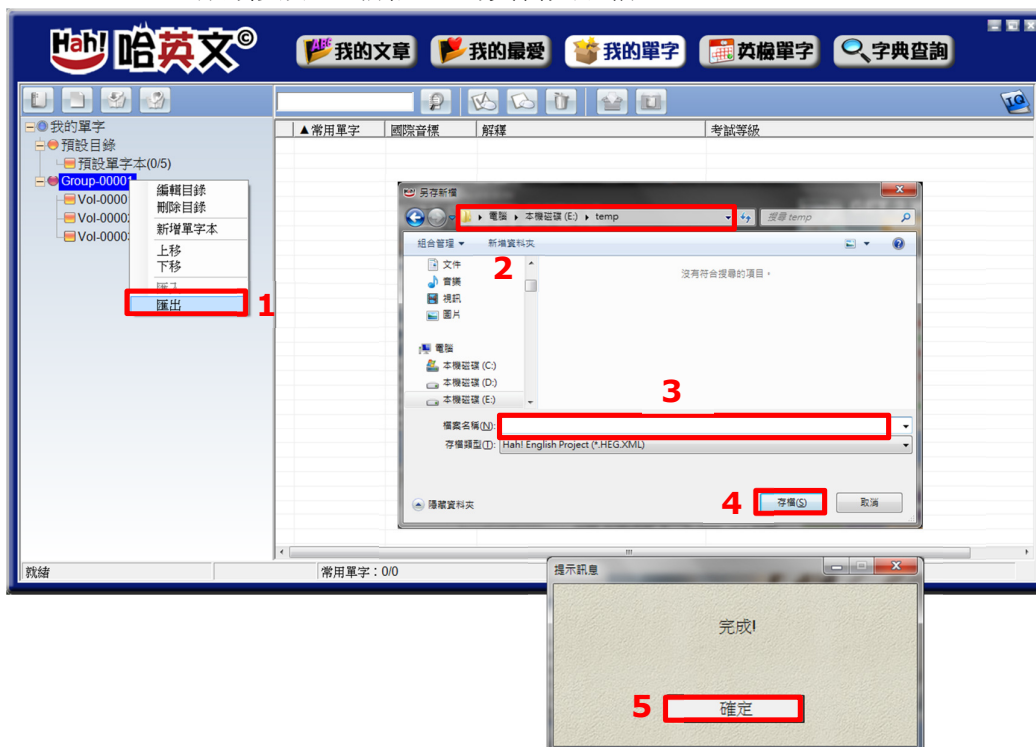 Hah! 哈英文©
ABC 我的文章
我的最愛
我的單字
英檢單字
字典查詢
IQ
我的單字
預設目錄
預設單字本(0/5)
Group-00001
Vol-0000
Vol-0000
Vol-0000
編輯目錄
刪除目錄
新增單字本
上移
下移
匯入
匯出
1
▲常用單字 國際音標 解釋 考試等級
另存新檔
電腦 ▸ 本機磁碟 (E:) ▸ temp
搜尋 temp
組合管理 ▼ 新增資料夾
2
文件
音樂
視訊
圖片
電腦
本機磁碟 (C:)
本機磁碟 (D:)
本機磁碟 (E:)
沒有符合搜尋的項目。
3
檔案名稱(N):
存檔類型(T): Hah! English Project (*.HEG.XML)
隱藏資料夾
4
存檔(S)
取消
就緒
常用單字：0/0
提示訊息
完成!
5
確定